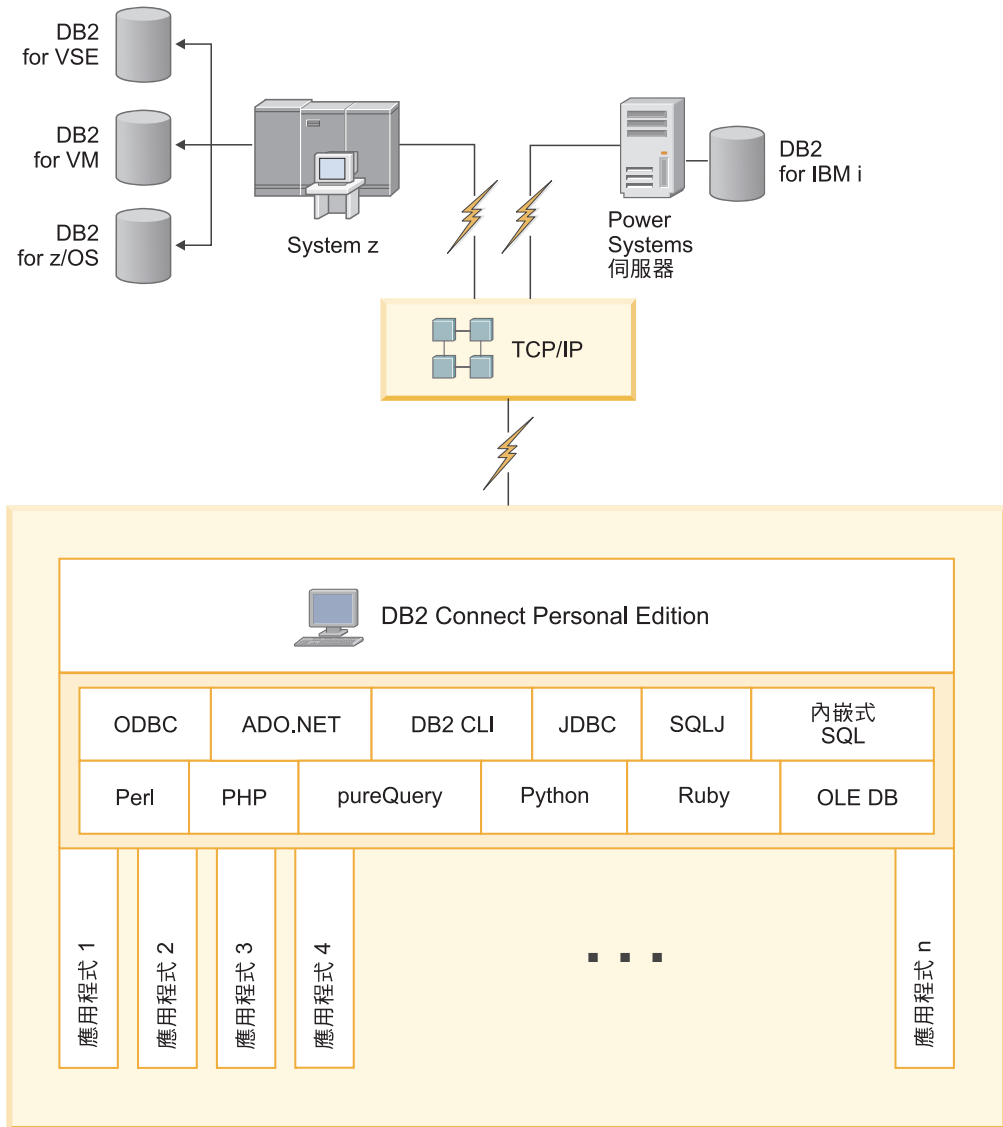 DB2
for VSE
DB2
for VM
DB2
for z/OS
System z
Power
Systems
伺服器
DB2
for IBM i
TCP/IP
DB2 Connect Personal Edition
ODBC
ADO.NET
DB2 CLI
JDBC
SQLJ
內嵌式
SQL
Perl
PHP
pureQuery
Python
Ruby
OLE DB
應用程式 1
應用程式 2
應用程式 3
應用程式 4
應用程式 n